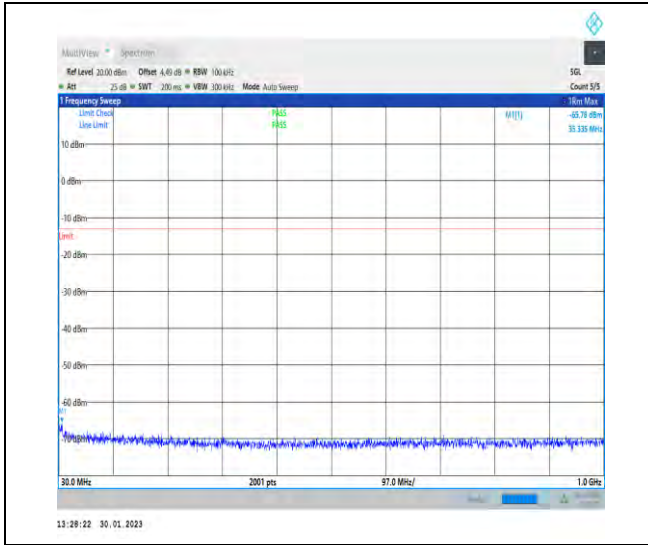 MultiView Spectrum
Ref Level 20.00 dBm Offset 4.49 dB RBW 100 kHz SGL
Att 25 dB SWT 200 ms VBW 300 kHz Mode Auto Sweep Count 5/5
1 Frequency Sweep 1Rm Max
Limit Check PASS M1[1] -65.78 dBm
Line Limit PASS 35.335 MHz
10 dBm
0 dBm
-10 dBm
Limit
-20 dBm
-30 dBm
-40 dBm
-50 dBm
-60 dBm
M1
-70 dBm
30.0 MHz 2001 pts 97.0 MHz/ 1.0 GHz
13:28:22 30.01.2023